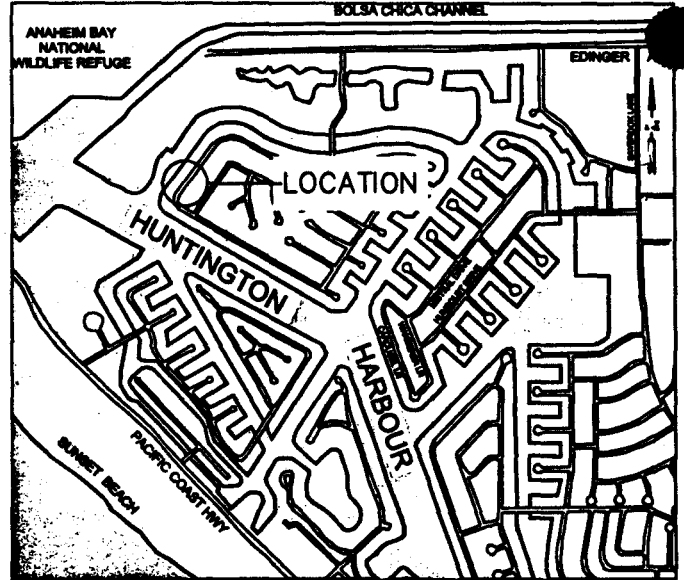 BOLSA CHICA CHANNEL
ANAHEIM BAY
NATIONAL
WILDLIFE REFUGE
EDINGER
LOCATION
HUNTINGTON
HARBOUR
PACIFIC COAST HWY
SUNSET BEACH